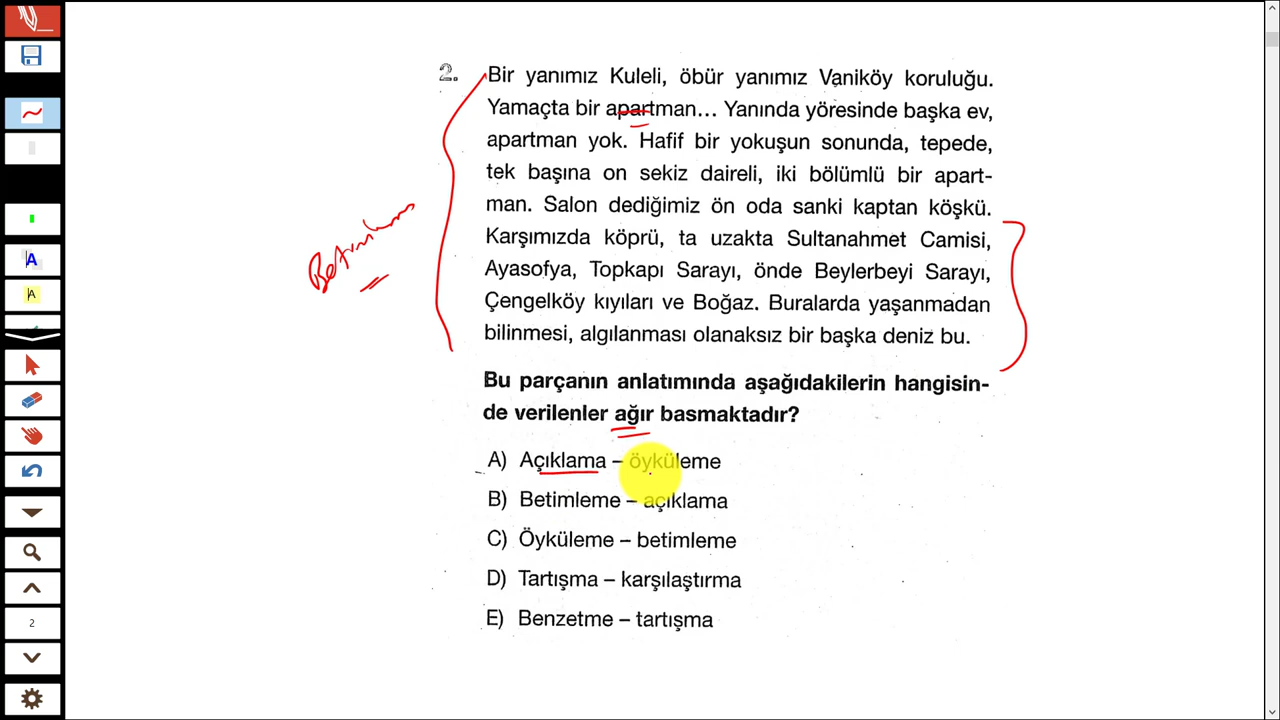 2. Bir yanımız Kuleli, öbür yanımız Vaniköy koruluğu.
Yamaçta bir apartman... Yanında yöresinde başka ev,
apartman yok. Hafif bir yokuşun sonunda, tepede,
tek başına on sekiz daireli, iki bölümlü bir apart-
man. Salon dediğimiz ön oda sanki kaptan köşkü.
Karşımızda köprü, ta uzakta Sultanahmet Camisi,
Ayasofya, Topkapı Sarayı, önde Beylerbeyi Sarayı,
Çengelköy kıyıları ve Boğaz. Buralarda yaşanmadan
bilinmesi, algılanması olanaksız bir başka deniz bu.
Betimleme
Bu parçanın anlatımında aşağıdakilerin hangisin-
de verilenler ağır basmaktadır?
A) Açıklama – öyküleme
B) Betimleme – açıklama
C) Öyküleme – betimleme
D) Tartışma – karşılaştırma
E) Benzetme – tartışma
A
A
2